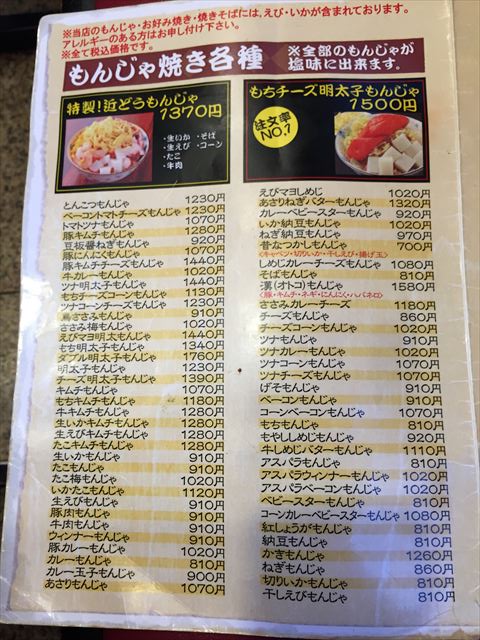 ※当店のもんじゃ・お好み焼き・焼きそばには、えび・いかが含まれております。
アレルギーのある方はお申し付け下さい。
※全て税込価格です。
もんじゃ焼き各種
※全部のもんじゃが
塩味に出来ます。
特製!近どうもんじゃ
1370円
・生いか ・そば
・生えび ・コーン
・たこ
・牛肉
もちチーズ明太子もんじゃ
1500円
注文率
NO.1
とんこつもんじゃ 1230円
ベーコントマトチーズもんじゃ 1230円
トマトツナもんじゃ 1070円
豚キムチもんじゃ 1280円
豆板醤ねぎもんじゃ 920円
豚にんにくもんじゃ 1070円
豚キムチチーズもんじゃ 1440円
牛カレーもんじゃ 1020円
ツナ明太子もんじゃ 1440円
もちチーズコーンもんじゃ 1130円
ツナコーンチーズもんじゃ 1230円
鳥ささみもんじゃ 910円
ささみ梅もんじゃ 1020円
えびマヨ明太もんじゃ 1440円
もち明太子もんじゃ 1340円
ダブル明太子もんじゃ 1760円
明太子もんじゃ 1230円
チーズ明太子もんじゃ 1390円
キムチもんじゃ 1070円
もちキムチもんじゃ 1180円
牛キムチもんじゃ 1280円
生いかキムチもんじゃ 1280円
生えびキムチもんじゃ 1280円
たこキムチもんじゃ 1280円
生いかもんじゃ 910円
たこもんじゃ 910円
たこ梅もんじゃ 1020円
いかたこもんじゃ 1120円
生えびもんじゃ 910円
豚肉もんじゃ 910円
牛肉もんじゃ 910円
ウィンナーもんじゃ 910円
豚カレーもんじゃ 1020円
カレーもんじゃ 810円
カレー玉子もんじゃ 900円
あさりもんじゃ 1070円
えびマヨしめじ 1020円
あさりねぎバターもんじゃ 1320円
カレーベビースターもんじゃ 920円
いか納豆もんじゃ 1020円
ねぎ納豆もんじゃ 970円
昔なつかしもんじゃ 700円
<キャベツ・切りいか・干しえび・揚げ玉>
しめじカレーチーズもんじゃ 1080円
そばもんじゃ 810円
漢(オトコ)もんじゃ 1580円
<豚・キムチ・ネギ・にんにく・ハバネロ>
ささみカレーチーズ 1180円
チーズもんじゃ 860円
チーズコーンもんじゃ 1020円
ツナもんじゃ 910円
ツナカレーもんじゃ 1020円
ツナコーンもんじゃ 1070円
ツナチーズもんじゃ 1070円
げそもんじゃ 910円
ベーコンもんじゃ 910円
コーンベーコンもんじゃ 1070円
もちもんじゃ 810円
もやししめじもんじゃ 920円
牛しめじバターもんじゃ 1110円
アスパラもんじゃ 810円
アスパラウィンナーもんじゃ 1020円
アスパラベーコンもんじゃ 1020円
ベビースターもんじゃ 810円
コーンカレーベビースターもんじゃ 1080円
紅しょうがもんじゃ 810円
納豆もんじゃ 810円
かきもんじゃ 1260円
ねぎもんじゃ 860円
切りいかもんじゃ 810円
干しえびもんじゃ 810円